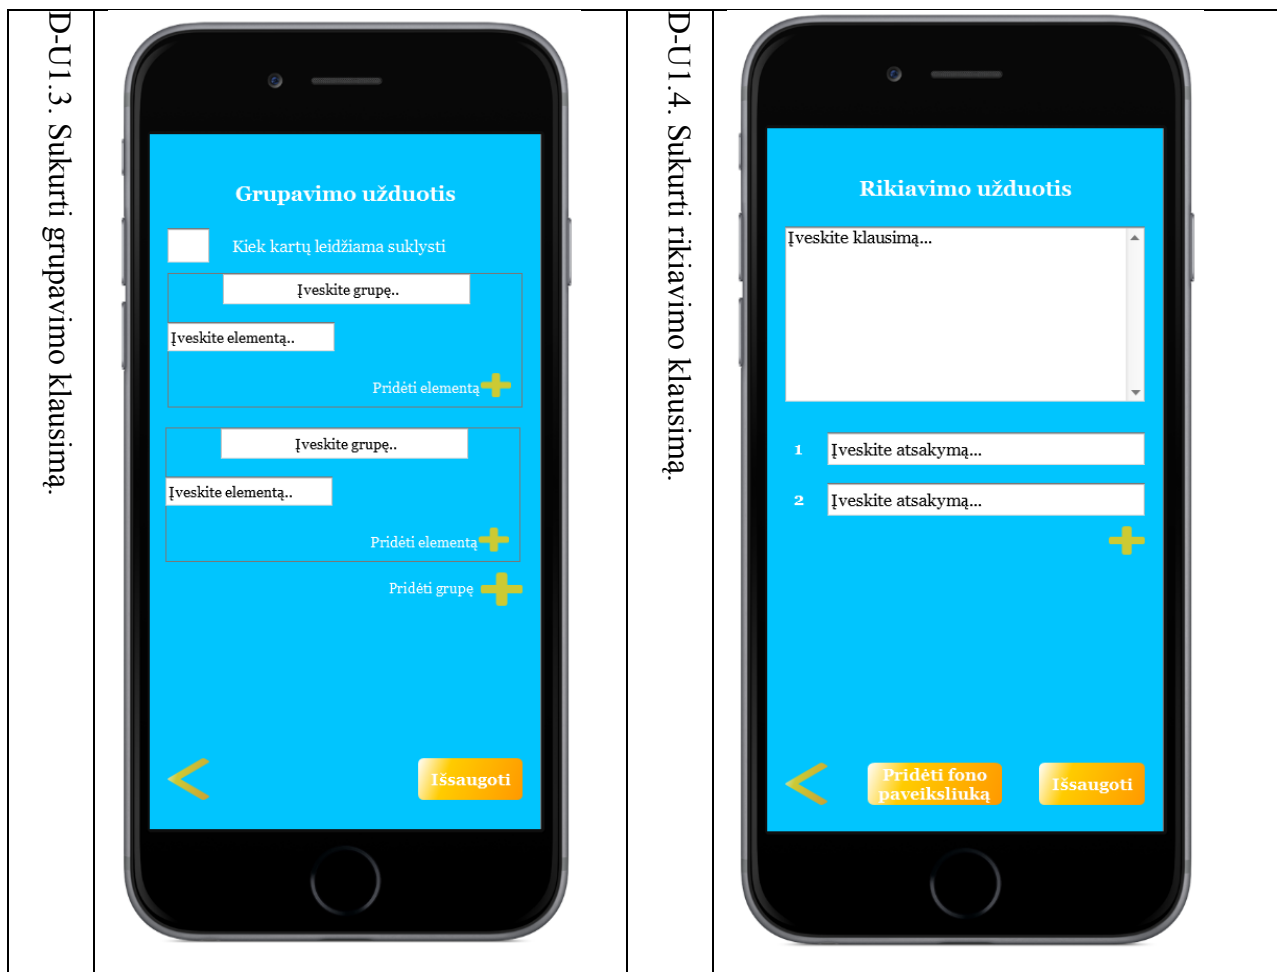 D-U1.3. Sukurti grupavimo klausimą.
Grupavimo užduotis
Kiek kartų leidžiama suklysti
Įveskite grupę..
Įveskite elementą..
Pridėti elementą
Įveskite grupę..
Įveskite elementą..
Pridėti elementą
Pridėti grupę
Išsaugoti
D-U1.4. Sukurti rikiavimo klausimą.
Rikiavimo užduotis
Įveskite klausimą...
1 Įveskite atsakymą...
2 Įveskite atsakymą...
Pridėti fono
paveiksliuką
Išsaugoti